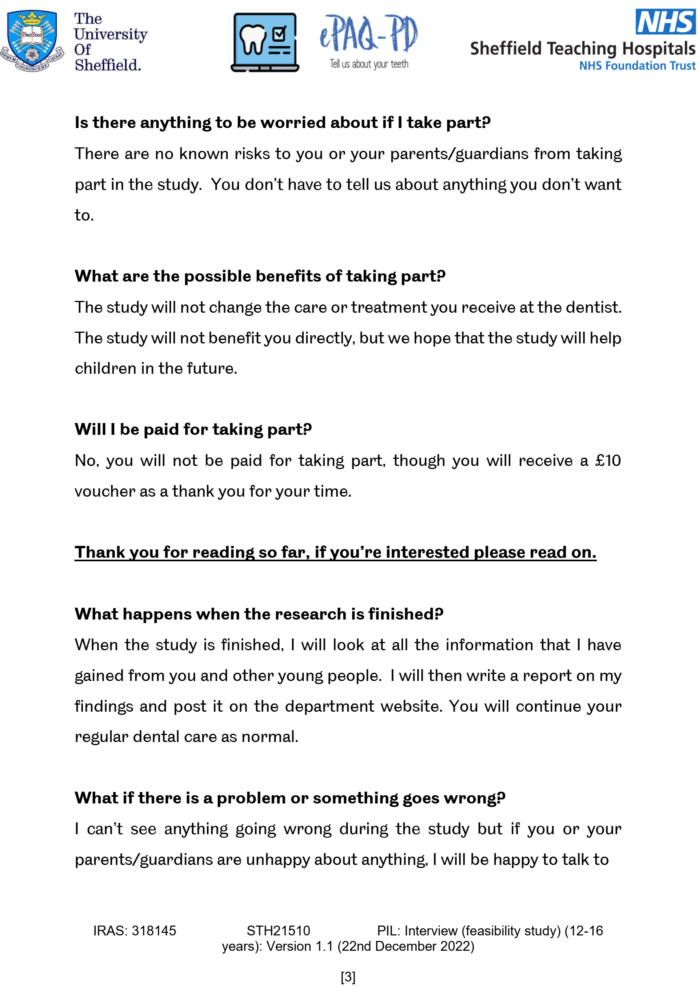 The
University
Of
Sheffield.
Disce Doce
RERVM COGNOSCERE CAVSAS
ePAQ-PD
Tell us about your teeth
NHS
Sheffield Teaching Hospitals
NHS Foundation Trust
Is there anything to be worried about if I take part?
There are no known risks to you or your parents/guardians from taking
part in the study.  You don’t have to tell us about anything you don’t want
to.
What are the possible benefits of taking part?
The study will not change the care or treatment you receive at the dentist.
The study will not benefit you directly, but we hope that the study will help
children in the future.
Will I be paid for taking part?
No, you will not be paid for taking part, though you will receive a £10
voucher as a thank you for your time.
Thank you for reading so far, if you’re interested please read on.
What happens when the research is finished?
When the study is finished, I will look at all the information that I have
gained from you and other young people.  I will then write a report on my
findings and post it on the department website. You will continue your
regular dental care as normal.
What if there is a problem or something goes wrong?
I can’t see anything going wrong during the study but if you or your
parents/guardians are unhappy about anything, I will be happy to talk to
IRAS: 318145 STH21510 PIL: Interview (feasibility study) (12-16
years): Version 1.1 (22nd December 2022)
[3]